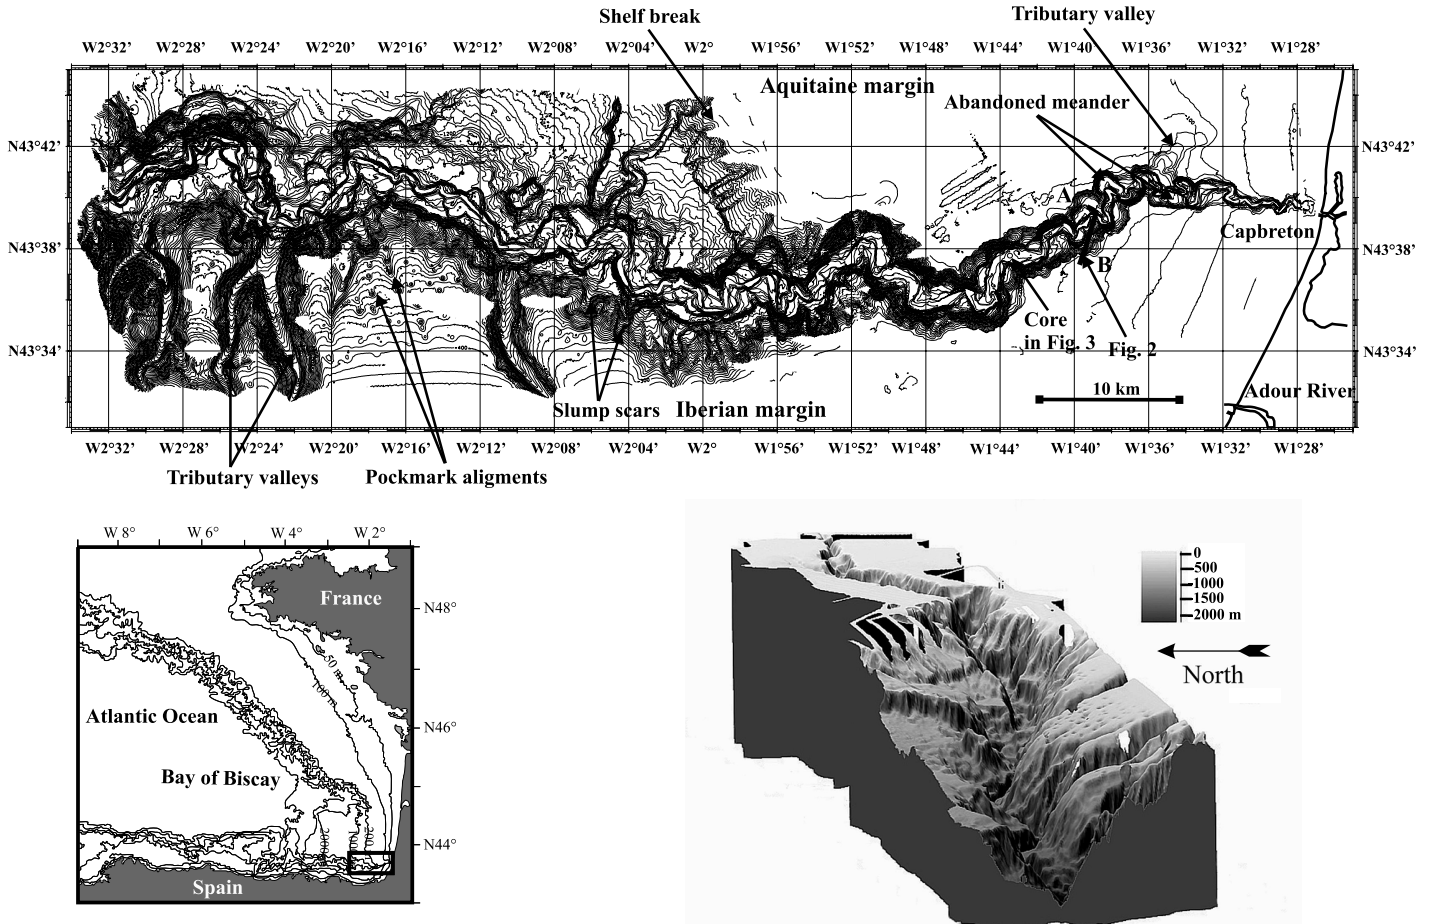 Tributary valley
Shelf break
W2°32’ W2°28’ W2°24’ W2°20’ W2°16’ W2°12’ W2°08’ W2°04’ W2° W1°56’ W1°52’ W1°48’ W1°44’ W1°40’ W1°36’ W1°32’ W1°28’
Aquitaine margin
Abandoned meander
N43°42’ N43°42’
A
Capbreton
N43°38’ N43°38’
B
Core
in Fig. 3
Fig. 2
N43°34’ N43°34’
10 km
Adour River
Slump scars
Iberian margin
W2°32’ W2°28’ W2°24’ W2°20’ W2°16’ W2°12’ W2°08’ W2°04’ W2° W1°56’ W1°52’ W1°48’ W1°44’ W1°40’ W1°36’ W1°32’ W1°28’
Tributary valleys
Pockmark aligments
W 8° W 6° W 4° W 2°
France
N48°
50 m
100 m
Atlantic Ocean
N46°
Bay of Biscay
N44°
Spain
0
500
1000
1500
2000 m
North